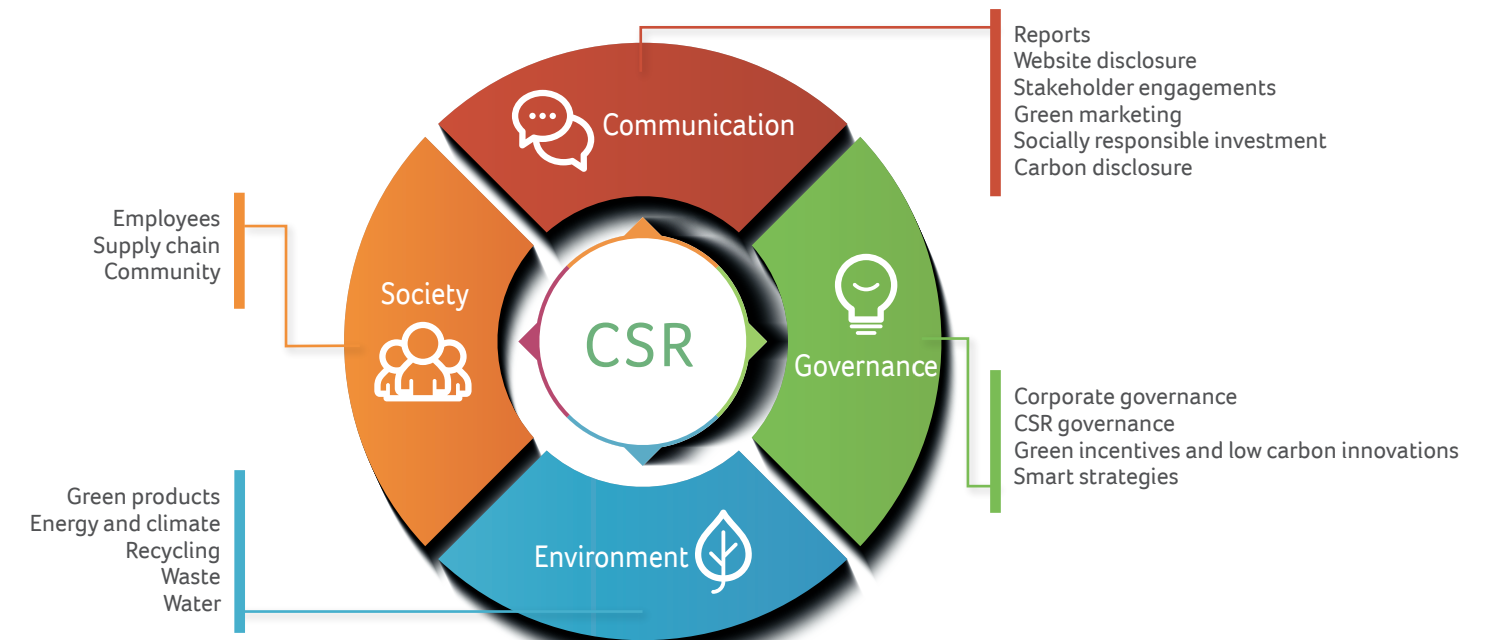 Communication
Reports
Website disclosure
Stakeholder engagements
Green marketing
Socially responsible investment
Carbon disclosure
Employees
Supply chain
Community
Society
CSR
Governance
Corporate governance
CSR governance
Green incentives and low carbon innovations
Smart strategies
Green products
Energy and climate
Recycling
Waste
Water
Environment